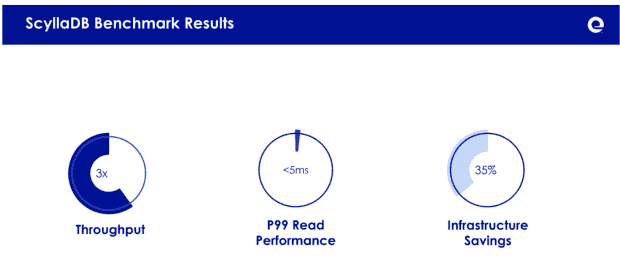 ScyllaDB Benchmark Results
3x
<5ms
35%
Throughput
P99 Read
Performance
Infrastructure
Savings